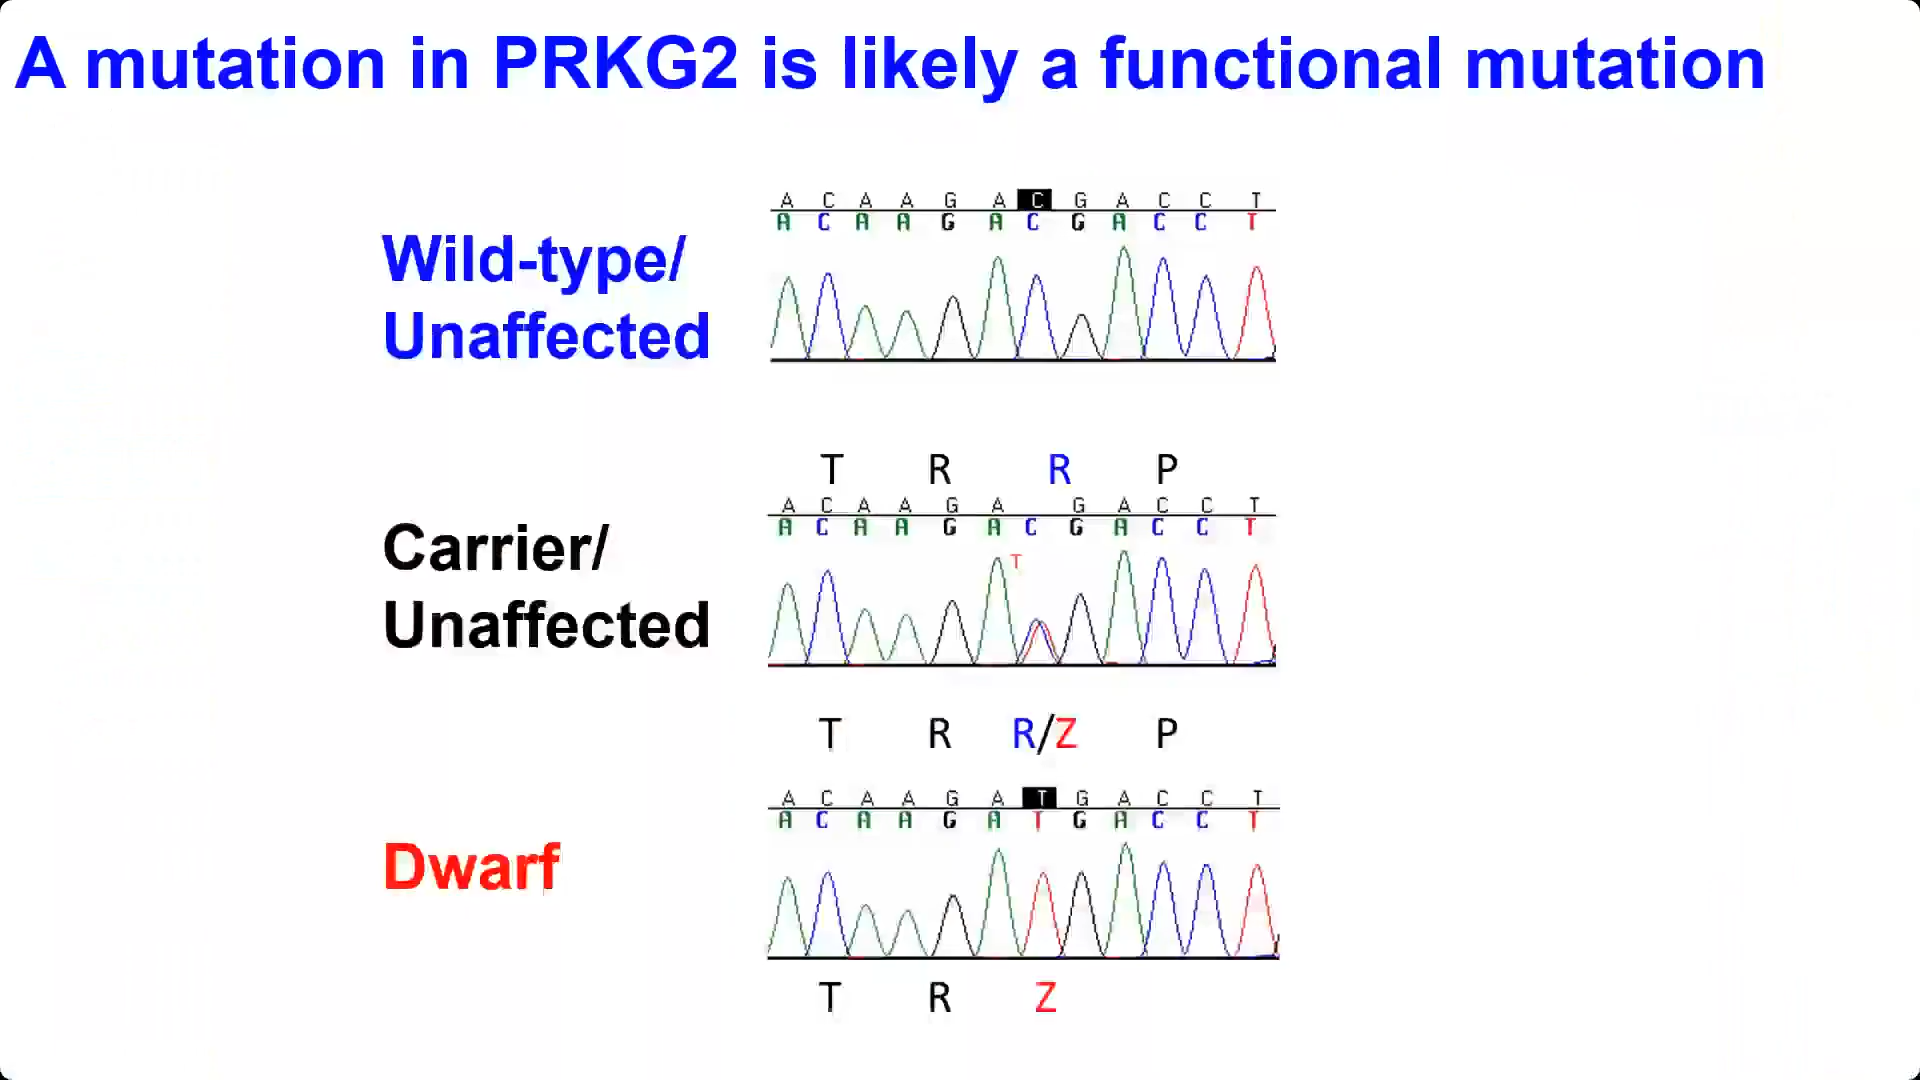 A mutation in PRKG2 is likely a functional mutation
A C A A G A C G A C C T
A C A A G A C G A C C T
Wild-type/
Unaffected
T R R P
A C A A G A G A C C T
A C A A G A C G A C C T
T
Carrier/
Unaffected
T R R/Z P
A C A A G A T G A C C T
A C A A G A T G A C C T
Dwarf
T R Z